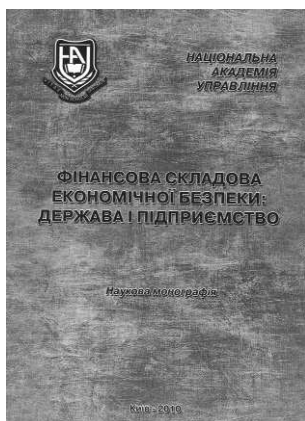 НАЦІОНАЛЬНА
АКАДЕМІЯ
УПРАВЛІННЯ
ФІНАНСОВА СКЛАДОВА
ЕКОНОМІЧНОЇ БЕЗПЕКИ:
ДЕРЖАВА І ПІДПРИЄМСТВО
Наукова монографія
Київ - 2010